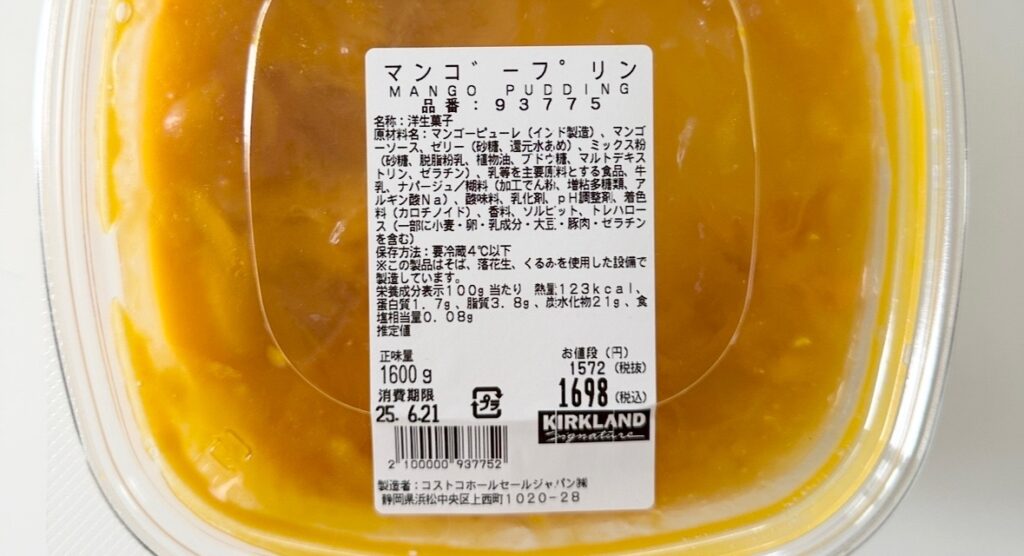 マンゴープリン
MANGO PUDDING
品番:93775
名称:洋生菓子
原材料名:マンゴーピューレ(インド製造)、マンゴ
ーソース、ゼリー(砂糖、還元水あめ)、ミックス粉
(砂糖、脱脂粉乳、植物油、ブドウ糖、マルトデキス
トリン、ゼラチン)、乳等を主要原料とする食品、牛
乳、ナパージュ/糊料(加工でん粉、増粘多糖類、ア
ルギン酸Na)、酸味料、乳化剤、pH調整剤、着色
料(カロチノイド)、香料、ソルビット、トレハロー
ス(一部に小麦・卵・乳成分・大豆・豚肉・ゼラチン
を含む)
保存方法:要冷蔵4℃以下
※この製品はそば、落花生、くるみを使用した設備で
製造しています。
栄養成分表示100g当たり 熱量123kcal、
蛋白質1.7g、脂質3.8g、炭水化物21g、食
塩相当量0.08g
推定値
正味量 お値段(円)
1600g 1572(税抜)
消費期限 1698(税込)
25. 6.21 プラ
KIRKLAND
Signature
2 100000 937752
製造者:コストコホールセールジャパン㈱
静岡県浜松中央区上西町1020-28